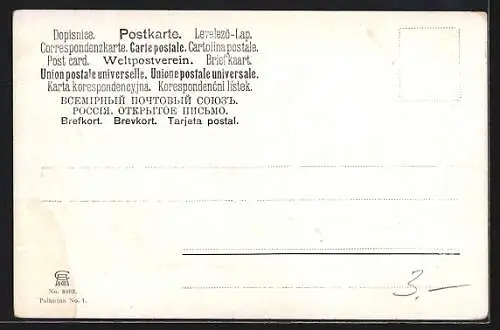 Dopisnice. Postkarte. Levelező-Lap.
Correspondenzkarte. Carte postale. Cartolina postale.
Post card. Weltpostverein. Briefkaart.
Union postale universelle. Unione postale universale.
Karta korespondencyjna. Korespondenční lístek.
ВСЕМІРНЫЙ ПОЧТОВЫЙ СОЮЗЪ.
РОССІЯ. ОТКРЫТОЕ ПИСЬМО.
Brefkort. Brevkort. Tarjeta postal.
3.—
No.
No. 1.